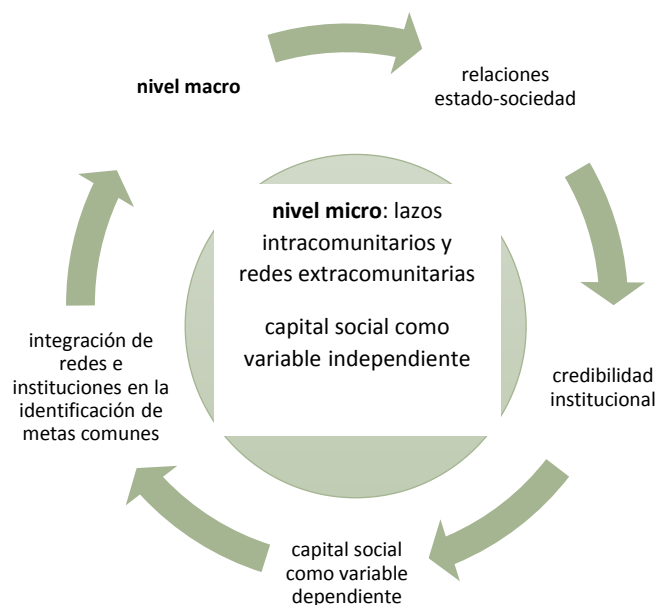 nivel macro
relaciones
estado-sociedad
nivel micro: lazos
intracomunitarios y
redes extracomunitarias
capital social como
variable independiente
credibilidad
institucional
capital social
como variable
dependiente
integración de
redes e
instituciones en la
identificación de
metas comunes